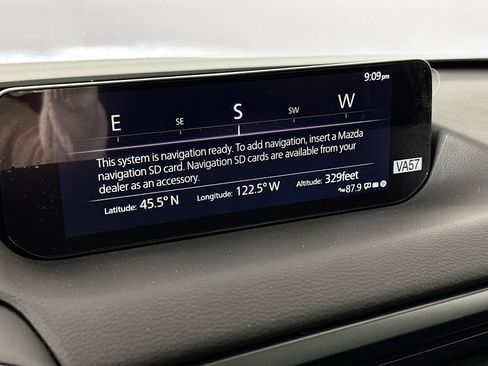 9:09pm
E SE S SW W
This system is navigation ready. To add navigation, insert a Mazda
navigation SD card. Navigation SD cards are available from your
dealer as an accessory.
Latitude: 45.5° N Longitude: 122.5° W Altitude: 329feet
87.9
VA57